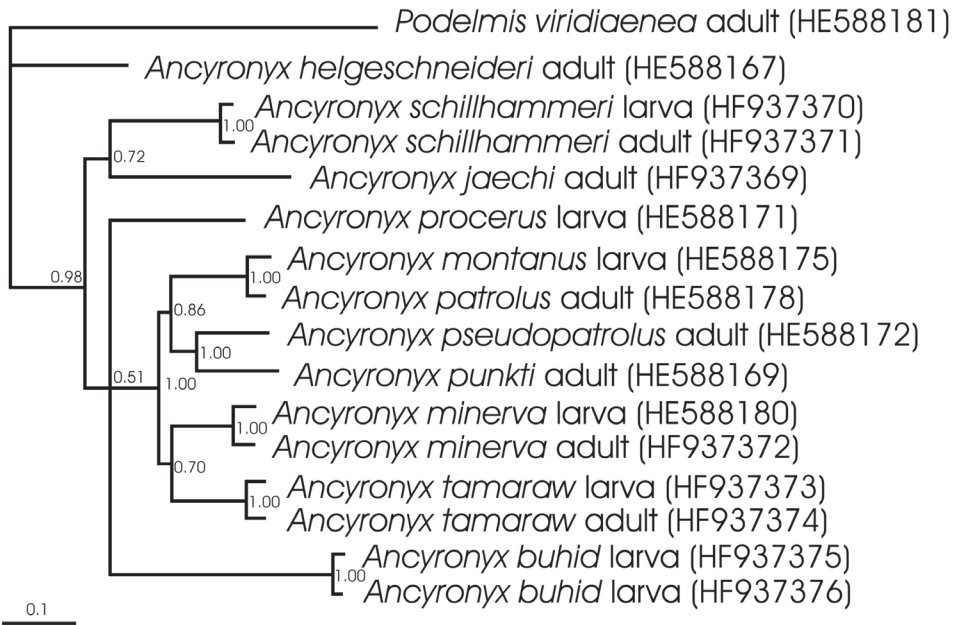 Podelmis viridiaenea adult (HE588181)
Ancyronyx helgeschneideri adult (HE588167)
Ancyronyx schillhammeri larva (HF937370)
1.00
Ancyronyx schillhammeri adult (HF937371)
0.72
Ancyronyx jaechi adult (HF937369)
Ancyronyx procerus larva (HE588171)
Ancyronyx montanus larva (HE588175)
0.98
1.00
Ancyronyx patrolus adult (HE588178)
0.86
Ancyronyx pseudopatrolus adult (HE588172)
1.00
Ancyronyx punkti adult (HE588169)
0.51
1.00
Ancyronyx minerva larva (HE588180)
1.00
Ancyronyx minerva adult (HF937372)
0.70
Ancyronyx tamaraw larva (HF937373)
1.00
Ancyronyx tamaraw adult (HF937374)
Ancyronyx buhid larva (HF937375)
1.00
Ancyronyx buhid larva (HF937376)
0.1